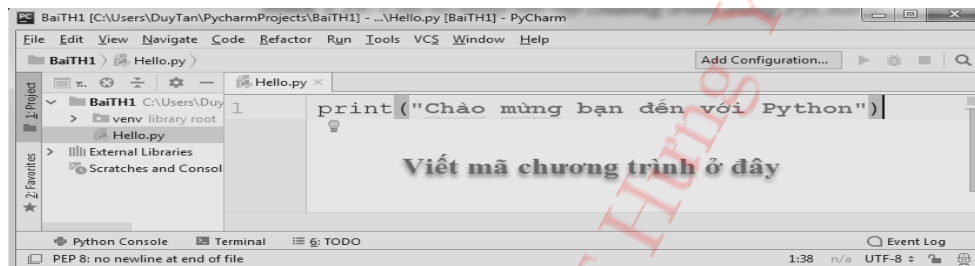 BaiTH1 [C:\Users\DuyTan\PycharmProjects\BaiTH1] - ...\Hello.py [BaiTH1] - PyCharm
File Edit View Navigate Code Refactor Run Tools VCS Window Help
BaiTH1 Hello.py Add Configuration...
1: Project
Hello.py
BaiTH1 C:\Users\Duy
venv library root
Hello.py
External Libraries
Scratches and Consol
1 print("Chào mừng bạn đến với Python")
Viết mã chương trình ở đây
2: Favorites
Python Console Terminal 6: TODO Event Log
PEP 8: no newline at end of file 1:38 n/a UTF-8
Hưng